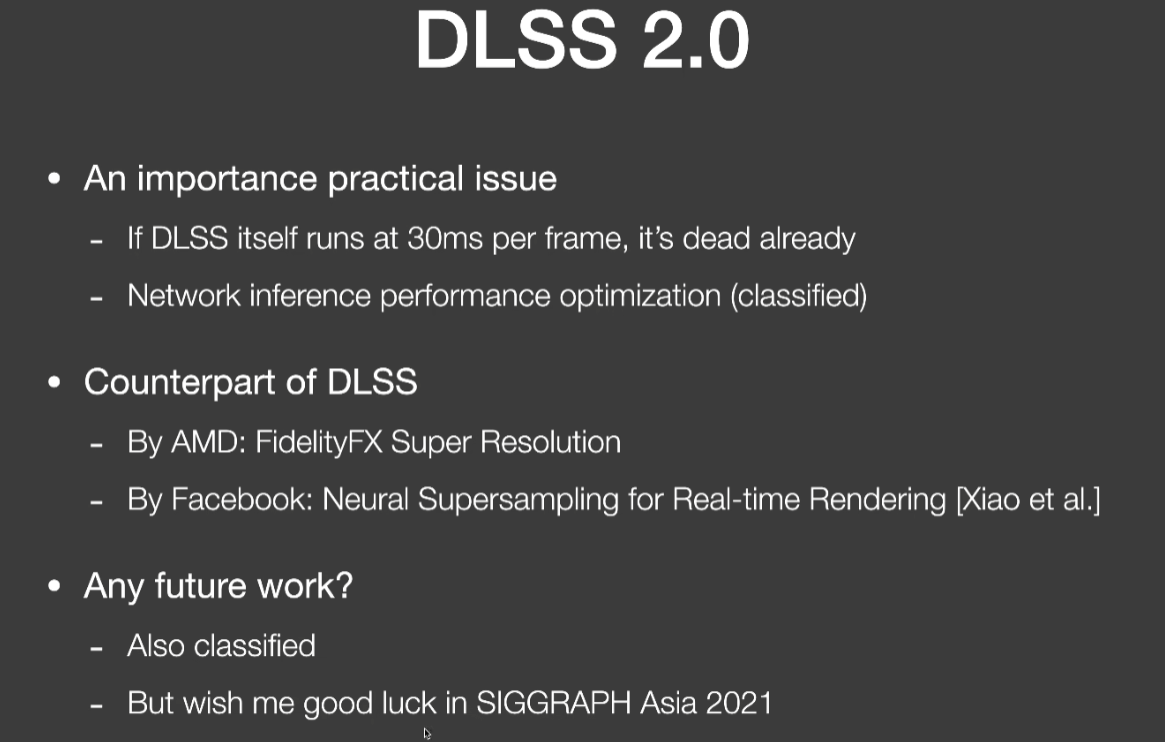 DLSS 2.0
• An importance practical issue
- If DLSS itself runs at 30ms per frame, it’s dead already
- Network inference performance optimization (classified)
• Counterpart of DLSS
- By AMD: FidelityFX Super Resolution
- By Facebook: Neural Supersampling for Real-time Rendering [Xiao et al.]
• Any future work?
- Also classified
- But wish me good luck in SIGGRAPH Asia 2021